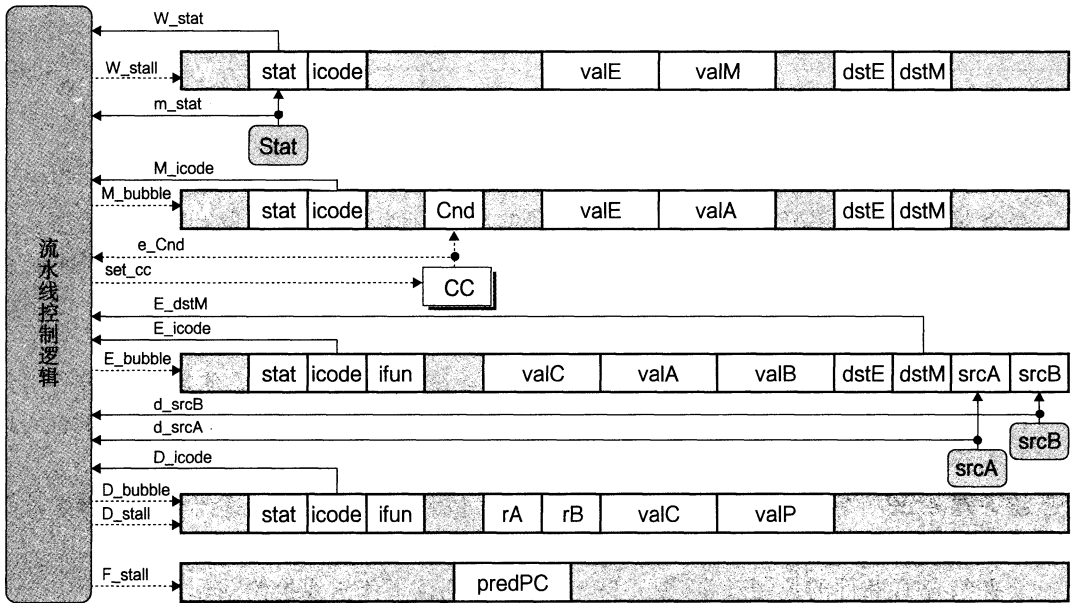 W_stat
W_stall
stat icode valE valM dstE dstM
m_stat
Stat
M_icode
M_bubble
stat icode Cnd valE valA dstE dstM
e_Cnd
set_cc
CC
流水线控制逻辑
E_dstM
E_icode
E_bubble
stat icode ifun valC valA valB dstE dstM srcA srcB
d_srcB
d_srcA
srcB
srcA
D_icode
D_bubble
D_stall
stat icode ifun rA rB valC valP
F_stall
predPC